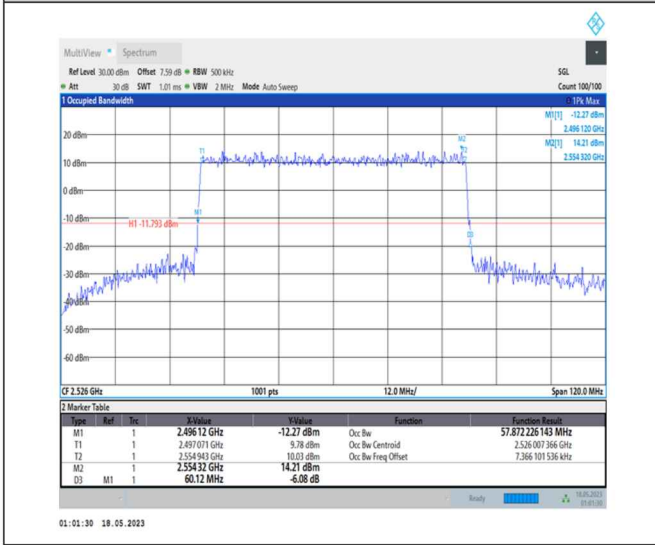 MultiView Spectrum
Ref Level 30.00 dBm Offset 7.59 dB RBW 500 kHz SGL
Att 30 dB SWT 1.01 ms VBW 2 MHz Mode Auto Sweep Count 100/100
1 Occupied Bandwidth 1Pk Max
M1[1] -12.27 dBm
2.496 120 GHz
M2[1] 14.21 dBm
2.554 320 GHz
20 dBm
M2
T1
T2
10 dBm
0 dBm
-10 dBm
M1
H1 -11.793 dBm
D3
-20 dBm
-30 dBm
-40 dBm
-50 dBm
-60 dBm
CF 2.526 GHz 1001 pts 12.0 MHz/ Span 120.0 MHz
2 Marker Table
Type Ref Trc X-Value Y-Value Function Function Result
M1 1 2.496 12 GHz -12.27 dBm Occ Bw 57.872 226 143 MHz
T1 1 2.497 071 GHz 9.78 dBm Occ Bw Centroid 2.526 007 366 GHz
T2 1 2.554 943 GHz 10.03 dBm Occ Bw Freq Offset 7.366 101 536 kHz
M2 1 2.554 32 GHz 14.21 dBm
D3 M1 1 60.12 MHz -6.08 dB
Ready 18.05.2023
01:01:30
01:01:30 18.05.2023